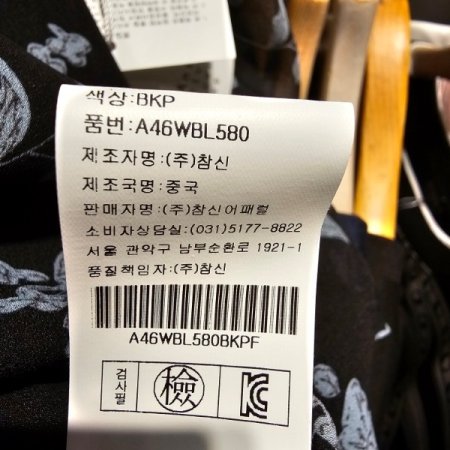 색상:BKP
품번:A46WBL580
제조자명:(주)참신
제조국명:중국
판매자명:(주)참신어패럴
소비자상담실:(031)5177-8822
서울 관악구 남부순환로 1921-1
품질책임자:(주)참신
A46WBL580BKPF
검사필 檢 KC